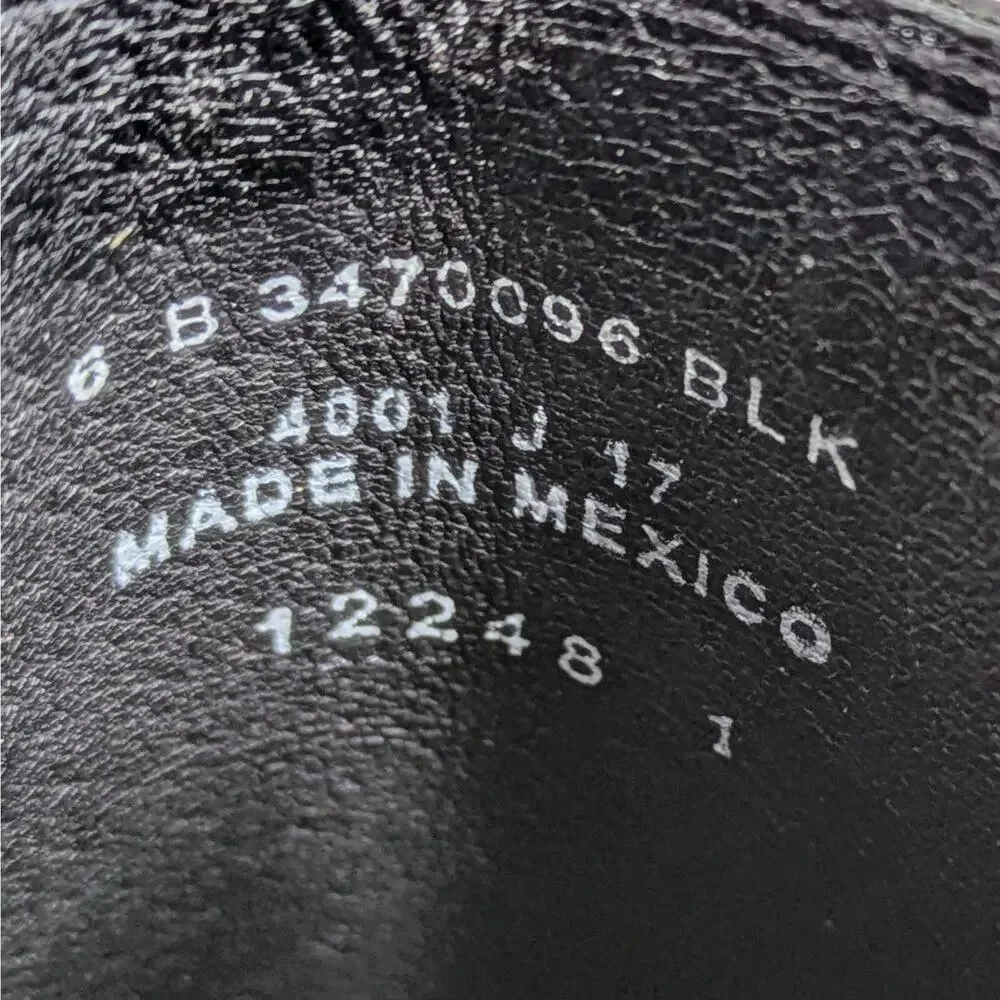 6 B 3470096 BLK
4601 J 17
MADE IN MEXICO
12248
1